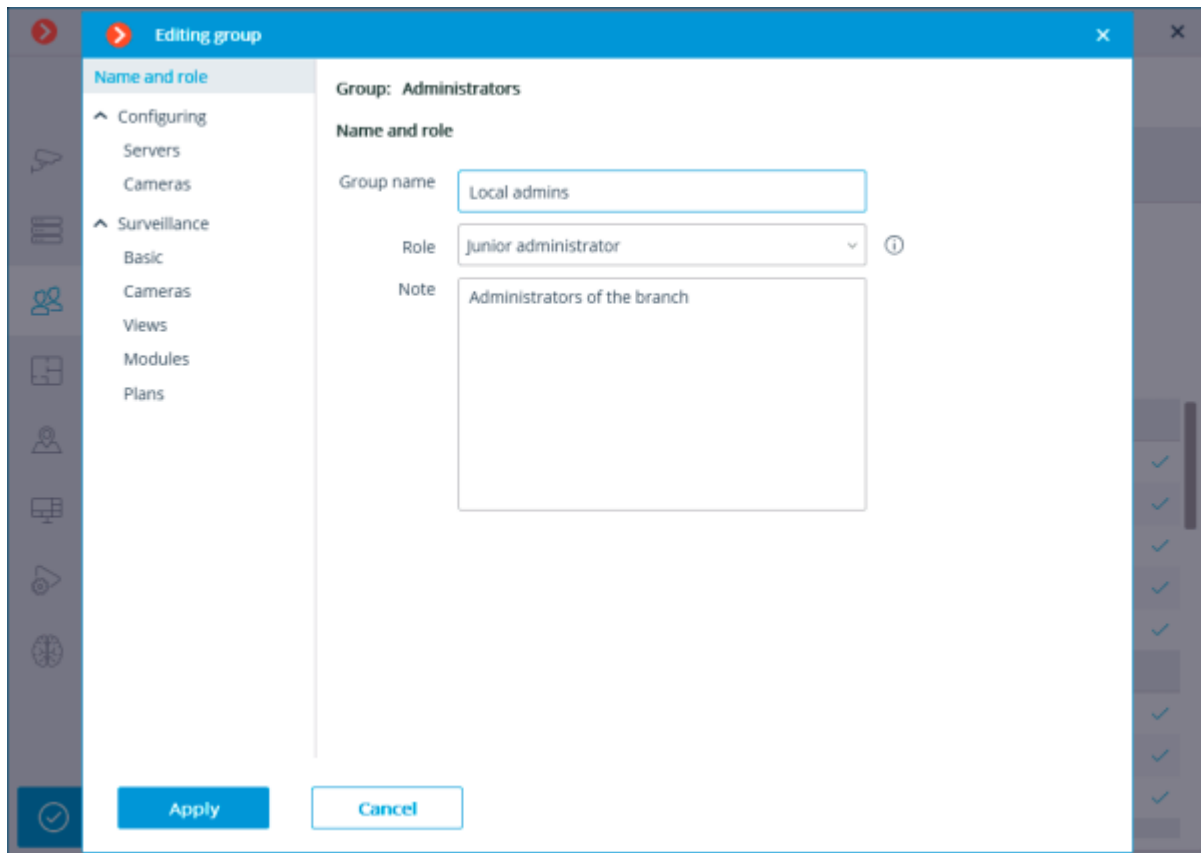 Editing group
Name and role
Configuring
Servers
Cameras
Surveillance
Basic
Cameras
Views
Modules
Plans
Group: Administrators
Name and role
Group name
Local admins
Role
Junior administrator
Note
Administrators of the branch
Apply
Cancel